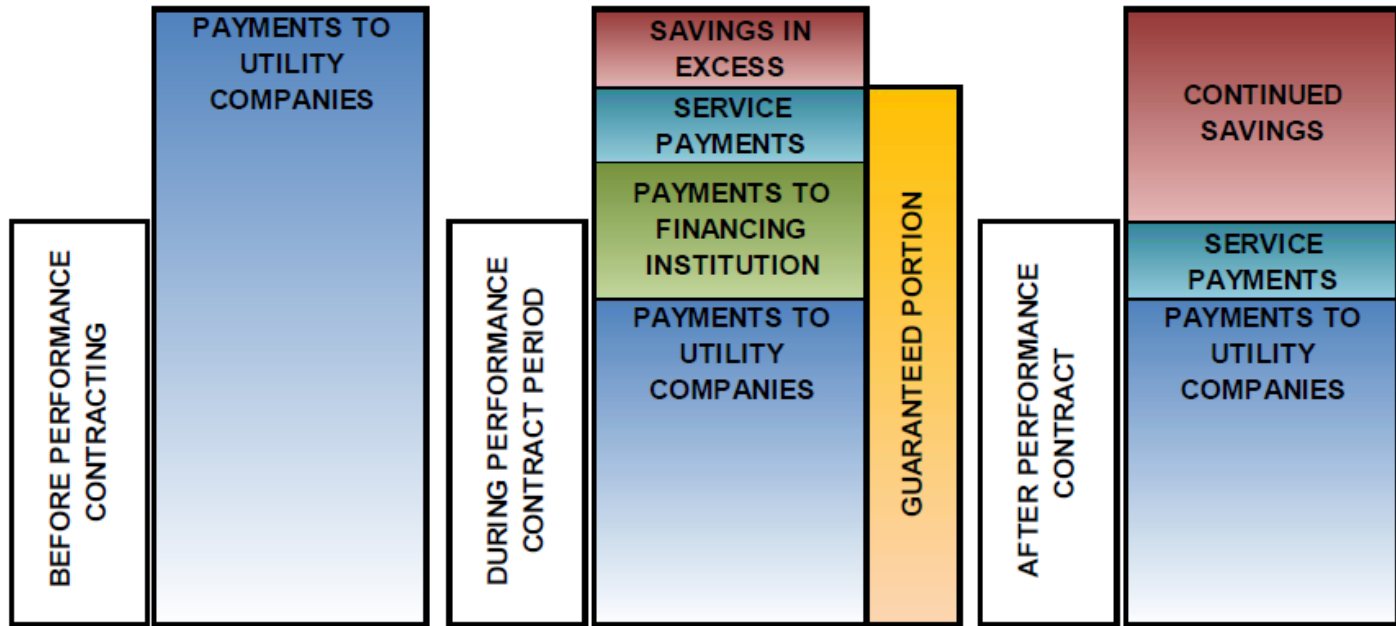 BEFORE PERFORMANCE
CONTRACTING
PAYMENTS TO
UTILITY
COMPANIES
DURING PERFORMANCE
CONTRACT PERIOD
SAVINGS IN
EXCESS
SERVICE
PAYMENTS
PAYMENTS TO
FINANCING
INSTITUTION
PAYMENTS TO
UTILITY
COMPANIES
GUARANTEED PORTION
AFTER PERFORMANCE
CONTRACT
CONTINUED
SAVINGS
SERVICE
PAYMENTS
PAYMENTS TO
UTILITY
COMPANIES